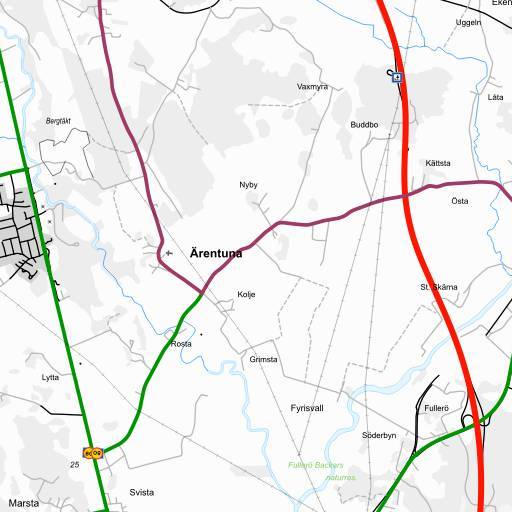 Eken
Uggeln
Vaxmyra
Låta
Bergtäkt
Buddbo
Kättsta
Nyby
Östa
Ärentuna
St. Skärna
Kolje
Rosta
Grimsta
Lytta
Fyrisvall
Fullerö
Söderbyn
Fullerö Backars
naturres.
25
Svista
Marsta